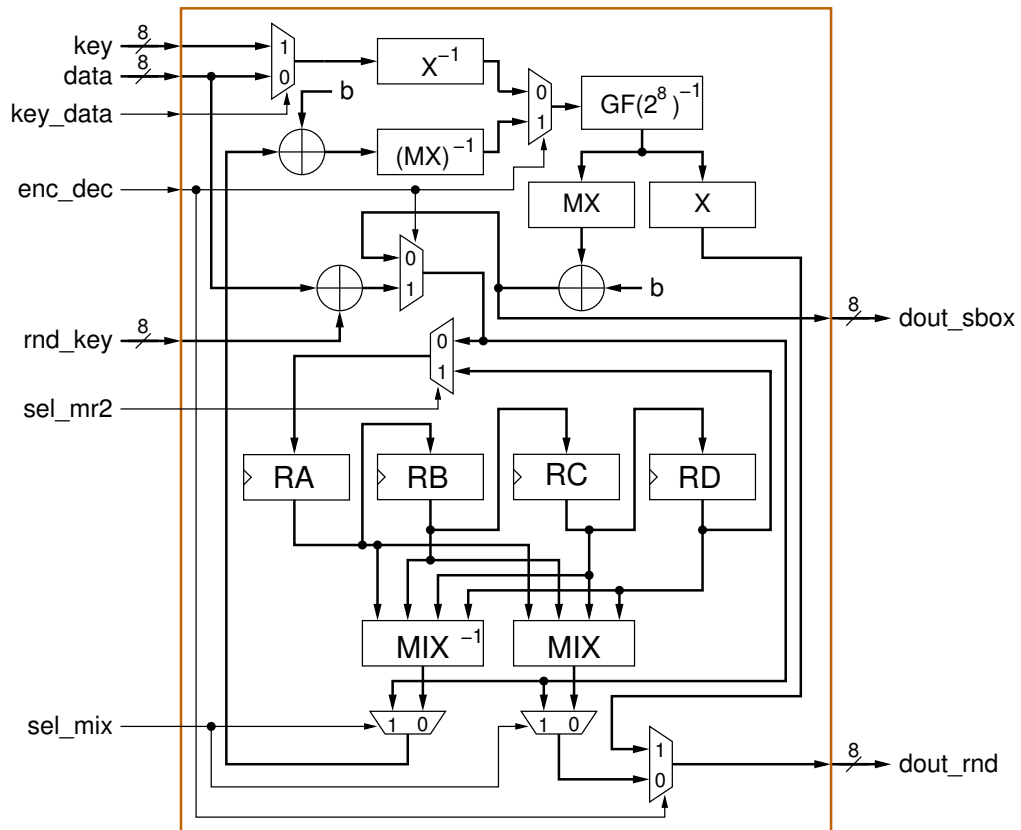 key 8
data 8
key_data
1
0
X⁻¹
b
(MX)⁻¹
0
1
GF(2⁸)⁻¹
enc_dec
MX
X
0
1
b
8 dout_sbox
rnd_key 8
0
1
sel_mr2
RA
RB
RC
RD
MIX⁻¹
MIX
sel_mix
1 0
1 0
1
0
8 dout_rnd